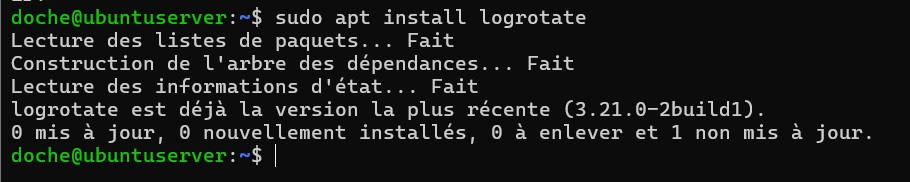 doche@ubuntuserver:~$ sudo apt install logrotate
Lecture des listes de paquets... Fait
Construction de l'arbre des dépendances... Fait
Lecture des informations d'état... Fait
logrotate est déjà la version la plus récente (3.21.0-2build1).
0 mis à jour, 0 nouvellement installés, 0 à enlever et 1 non mis à jour.
doche@ubuntuserver:~$